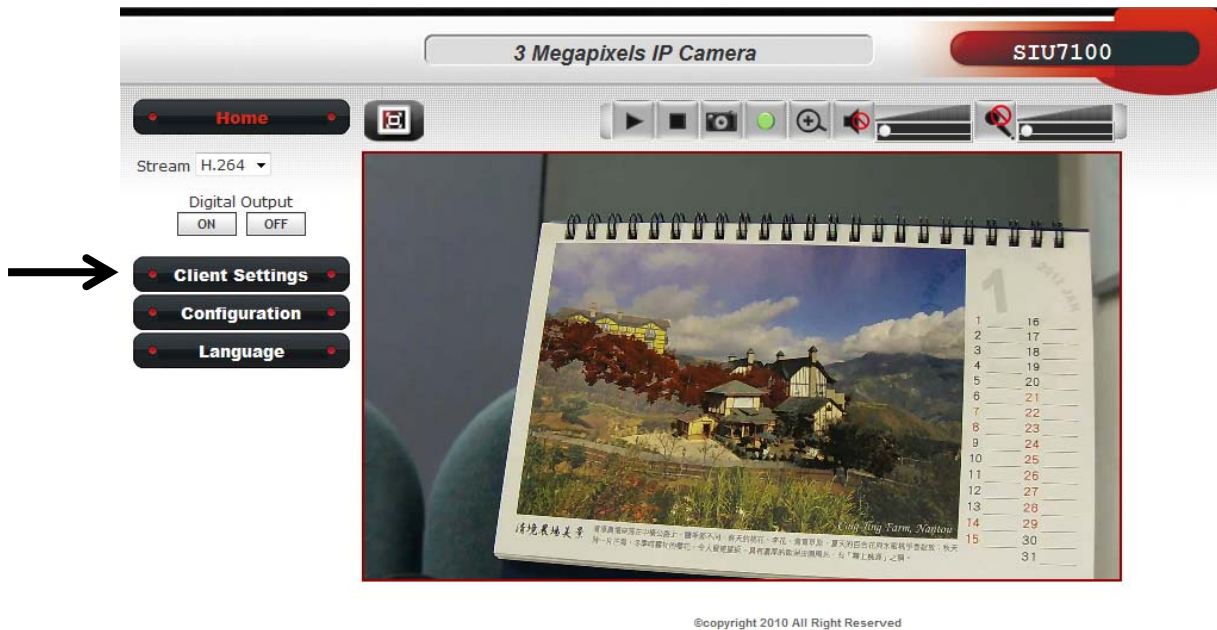 3 Megapixels IP Camera
SIU7100
Home
Stream H.264
Digital Output
ON OFF
Client Settings
Configuration
Language
1
1 16
2 17
3 18
4 19
5 20
6 21
7 22
8 23
9 24
10 25
11 26
12 27
13 28
14 29
15 30
31
Cing-Jing Farm, Nantou
清境農場美景
©copyright 2010 All Right Reserved